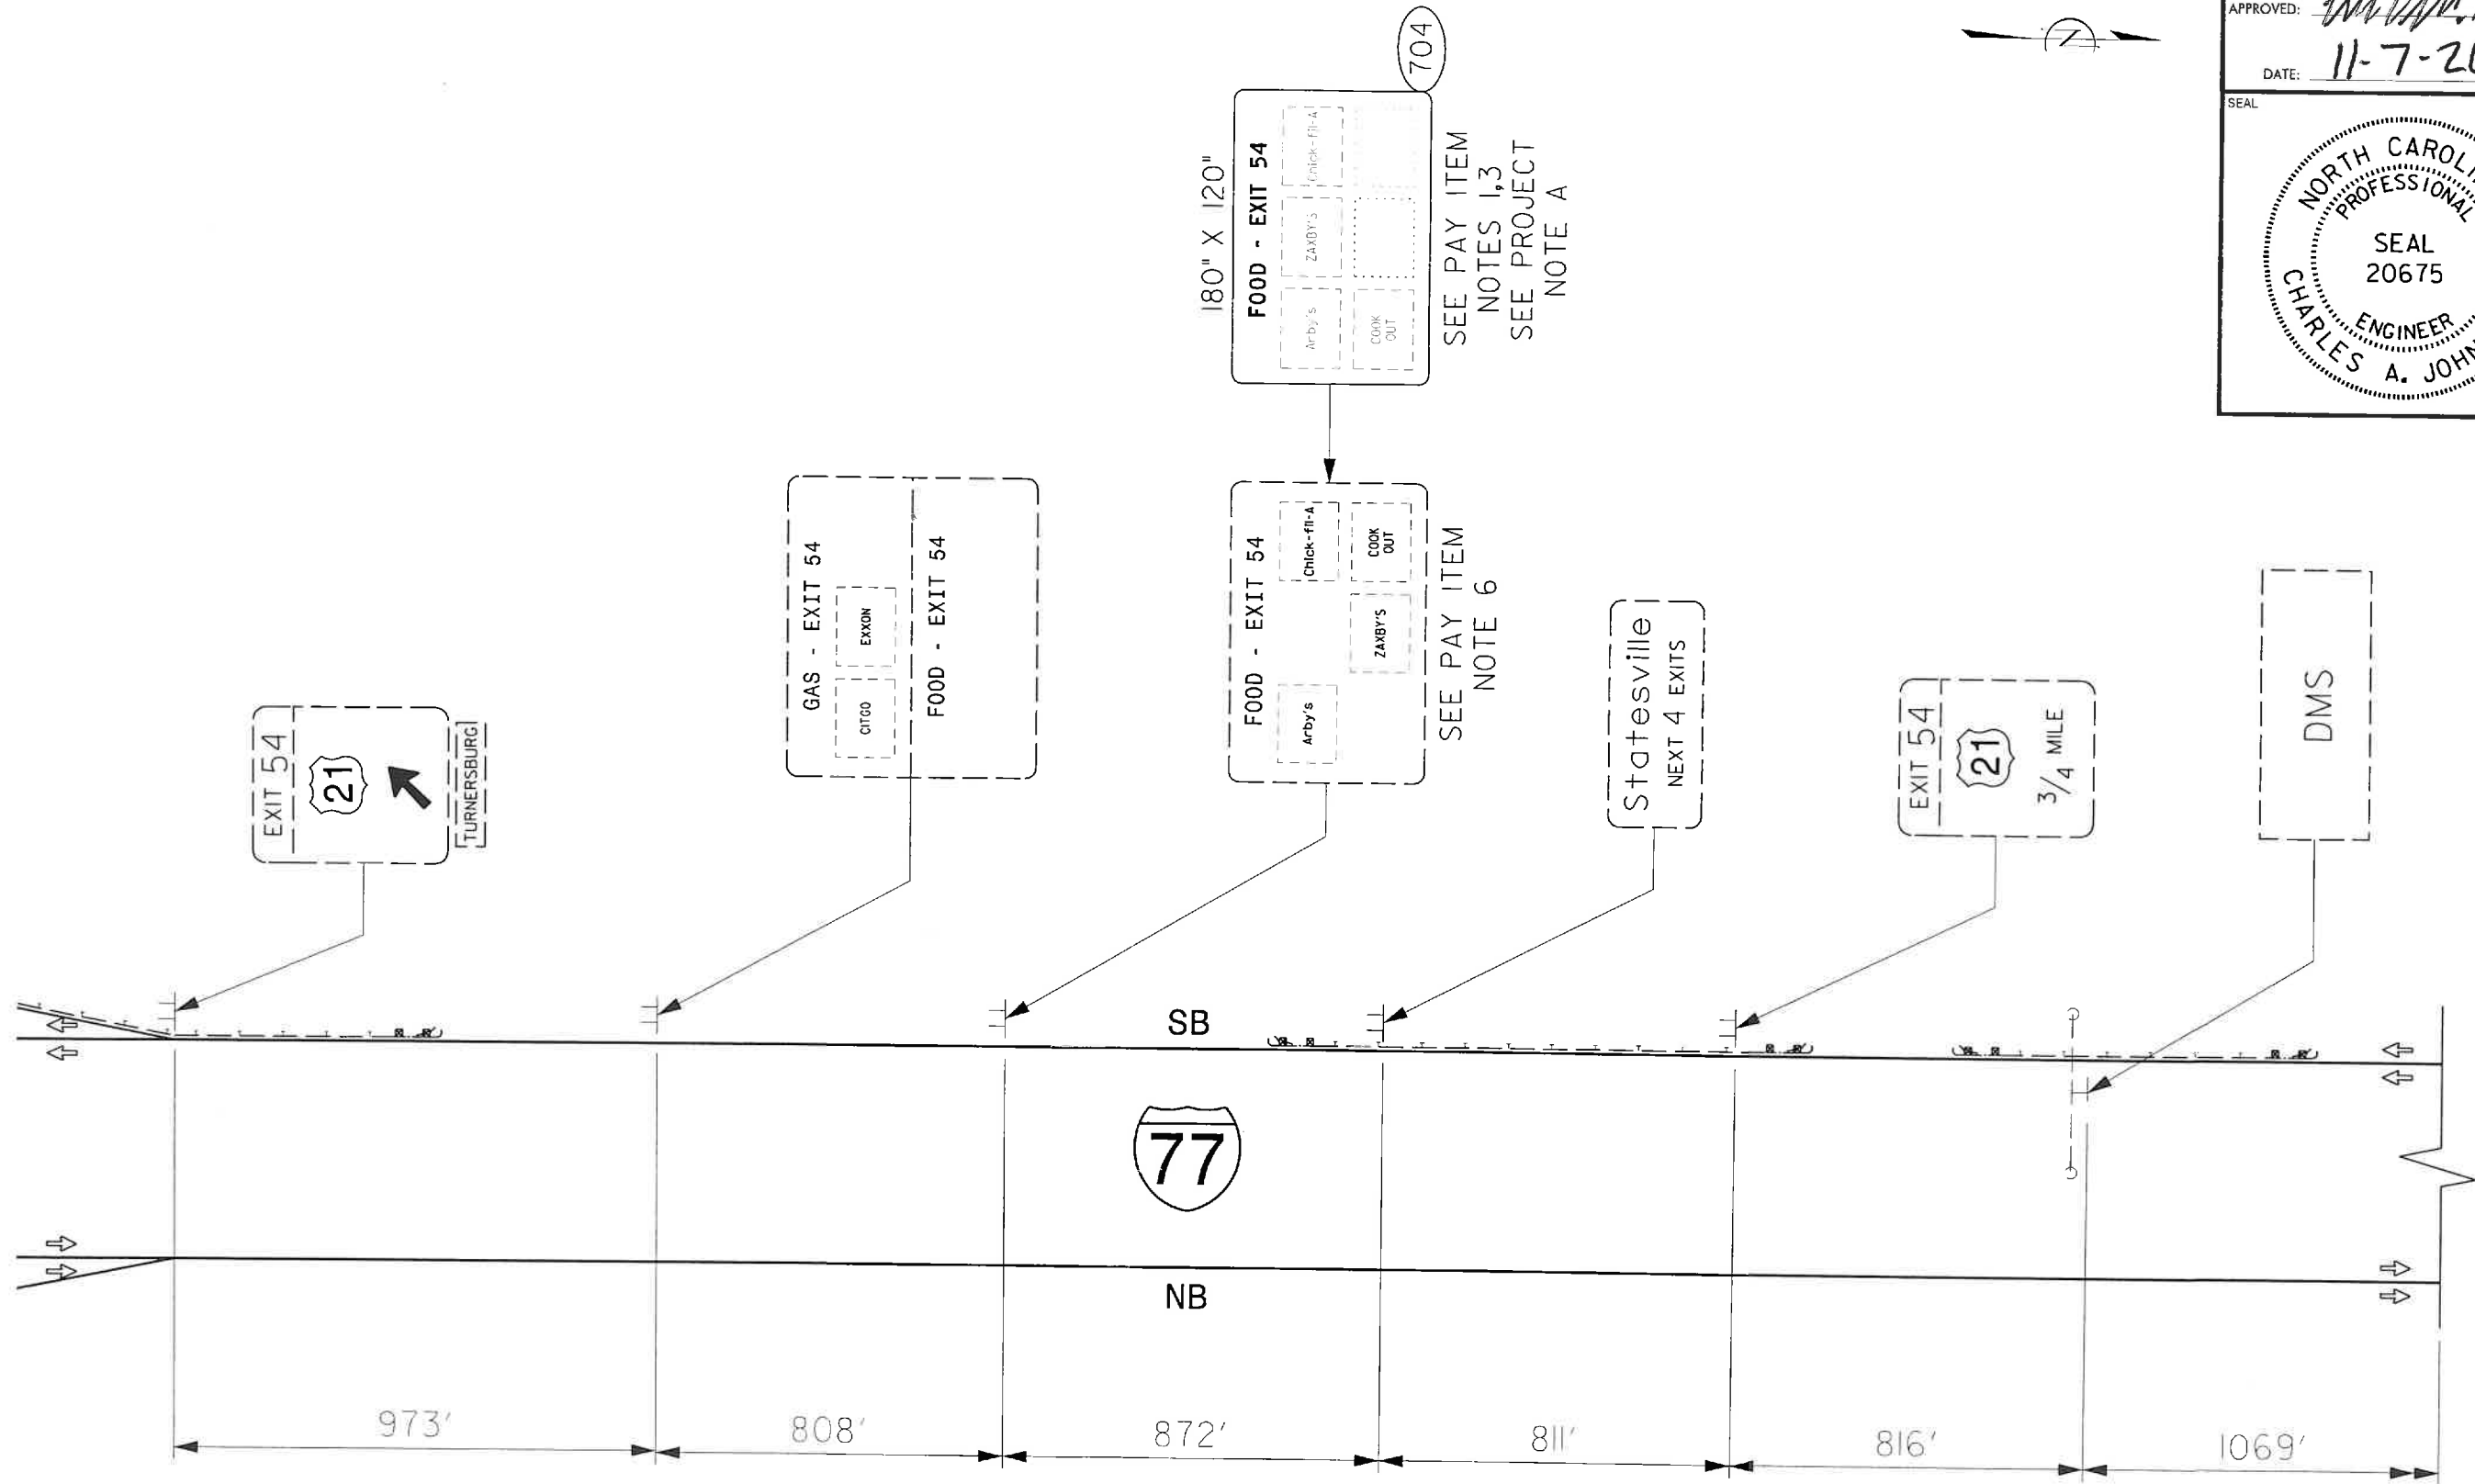 APPROVED:
DATE: 11-7-20
SEAL
NORTH CAROLI
PROFESSIONAL
SEAL
20675
ENGINEER
CHARLES A. JOHN
704
180" X 120"
FOOD - EXIT 54
Arby's ZAXBY'S Chick-fil-A
COOK
OUT
SEE PAY ITEM
NOTES 1,3
SEE PROJECT
NOTE A
EXIT 54
21
TURNERSBURG
GAS - EXIT 54
CITGO EXXON
FOOD - EXIT 54
FOOD - EXIT 54
Arby's Chick-fil-A
ZAXBY'S COOK
OUT
SEE PAY ITEM
NOTE 6
Statesville
NEXT 4 EXITS
EXIT 54
21
3/4 MILE
DMS
SB
77
NB
973' 808' 872' 811' 816' 1069'